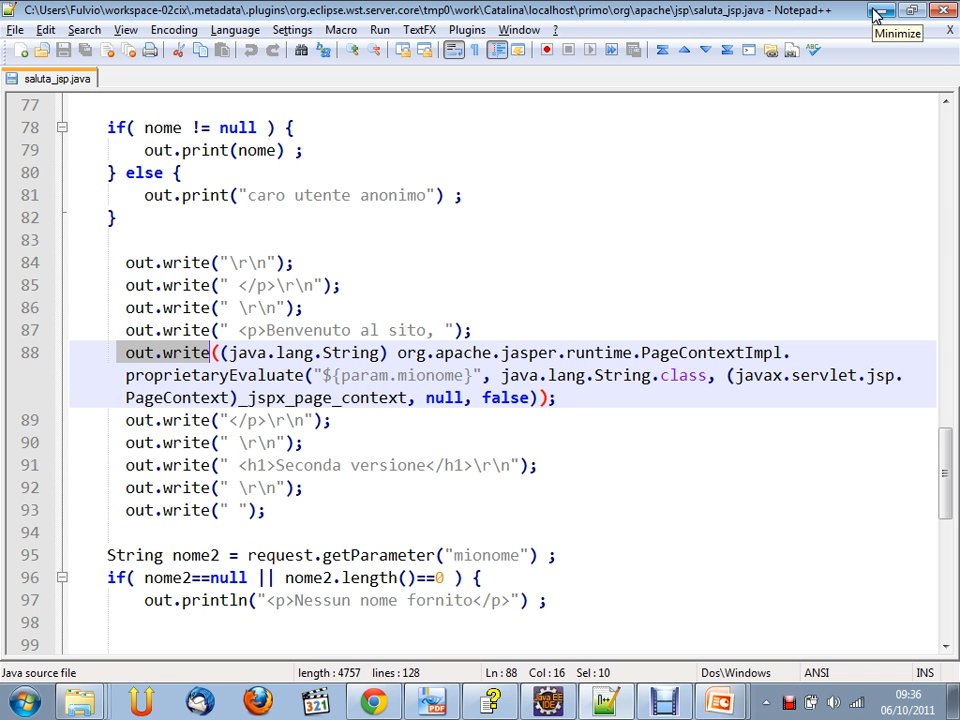 C:\Users\Fulvio\workspace-02cix\.metadata\.plugins\org.eclipse.wst.server.core\tmp0\work\Catalina\localhost\primo\org\apache\jsp\saluta_jsp.java - Notepad++
File Edit Search View Encoding Language Settings Macro Run TextFX Plugins Window ? X
Minimize
saluta_jsp.java
77
78 if( nome != null ) {
79 out.print(nome) ;
80 } else {
81 out.print("caro utente anonimo") ;
82 }
83
84 out.write("\r\n");
85 out.write(" </p>\r\n");
86 out.write(" \r\n");
87 out.write(" <p>Benvenuto al sito, ");
88 out.write((java.lang.String) org.apache.jasper.runtime.PageContextImpl.
proprietaryEvaluate("${param.mionome}", java.lang.String.class, (javax.servlet.jsp.
PageContext)_jspx_page_context, null, false));
89 out.write("</p>\r\n");
90 out.write(" \r\n");
91 out.write(" <h1>Seconda versione</h1>\r\n");
92 out.write(" \r\n");
93 out.write(" ");
94
95 String nome2 = request.getParameter("mionome") ;
96 if( nome2==null || nome2.length()==0 ) {
97 out.println("<p>Nessun nome fornito</p>") ;
98
99
Java source file length : 4757 lines : 128 Ln : 88 Col : 16 Sel : 10 Dos\Windows ANSI INS
321
PDF
Java EE
IDE
09:36
06/10/2011